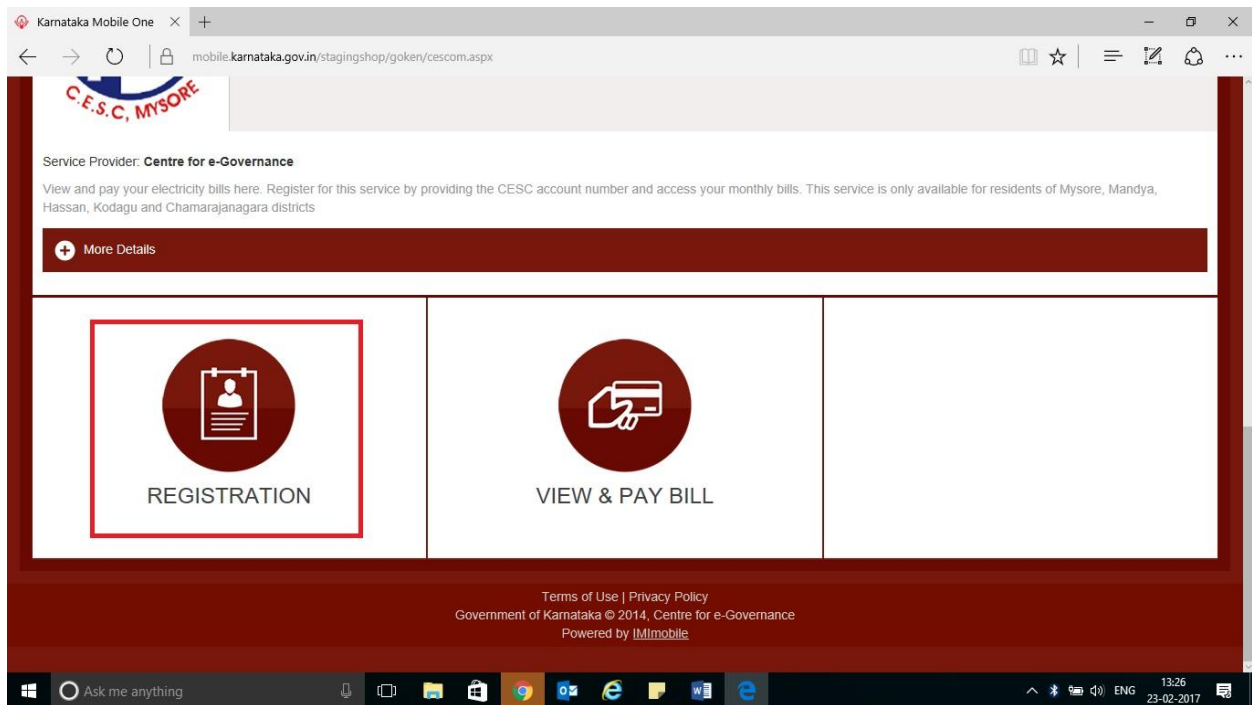 Karnataka Mobile One
mobile.karnataka.gov.in/stagingshop/goken/cescom.aspx
C.E.S.C, MYSORE
Service Provider: Centre for e-Governance
View and pay your electricity bills here. Register for this service by providing the CESC account number and access your monthly bills. This service is only available for residents of Mysore, Mandya,
Hassan, Kodagu and Chamarajanagara districts
More Details
REGISTRATION
VIEW & PAY BILL
Terms of Use | Privacy Policy
Government of Karnataka © 2014, Centre for e-Governance
Powered by IMImobile
Ask me anything
ENG
13:26
23-02-2017